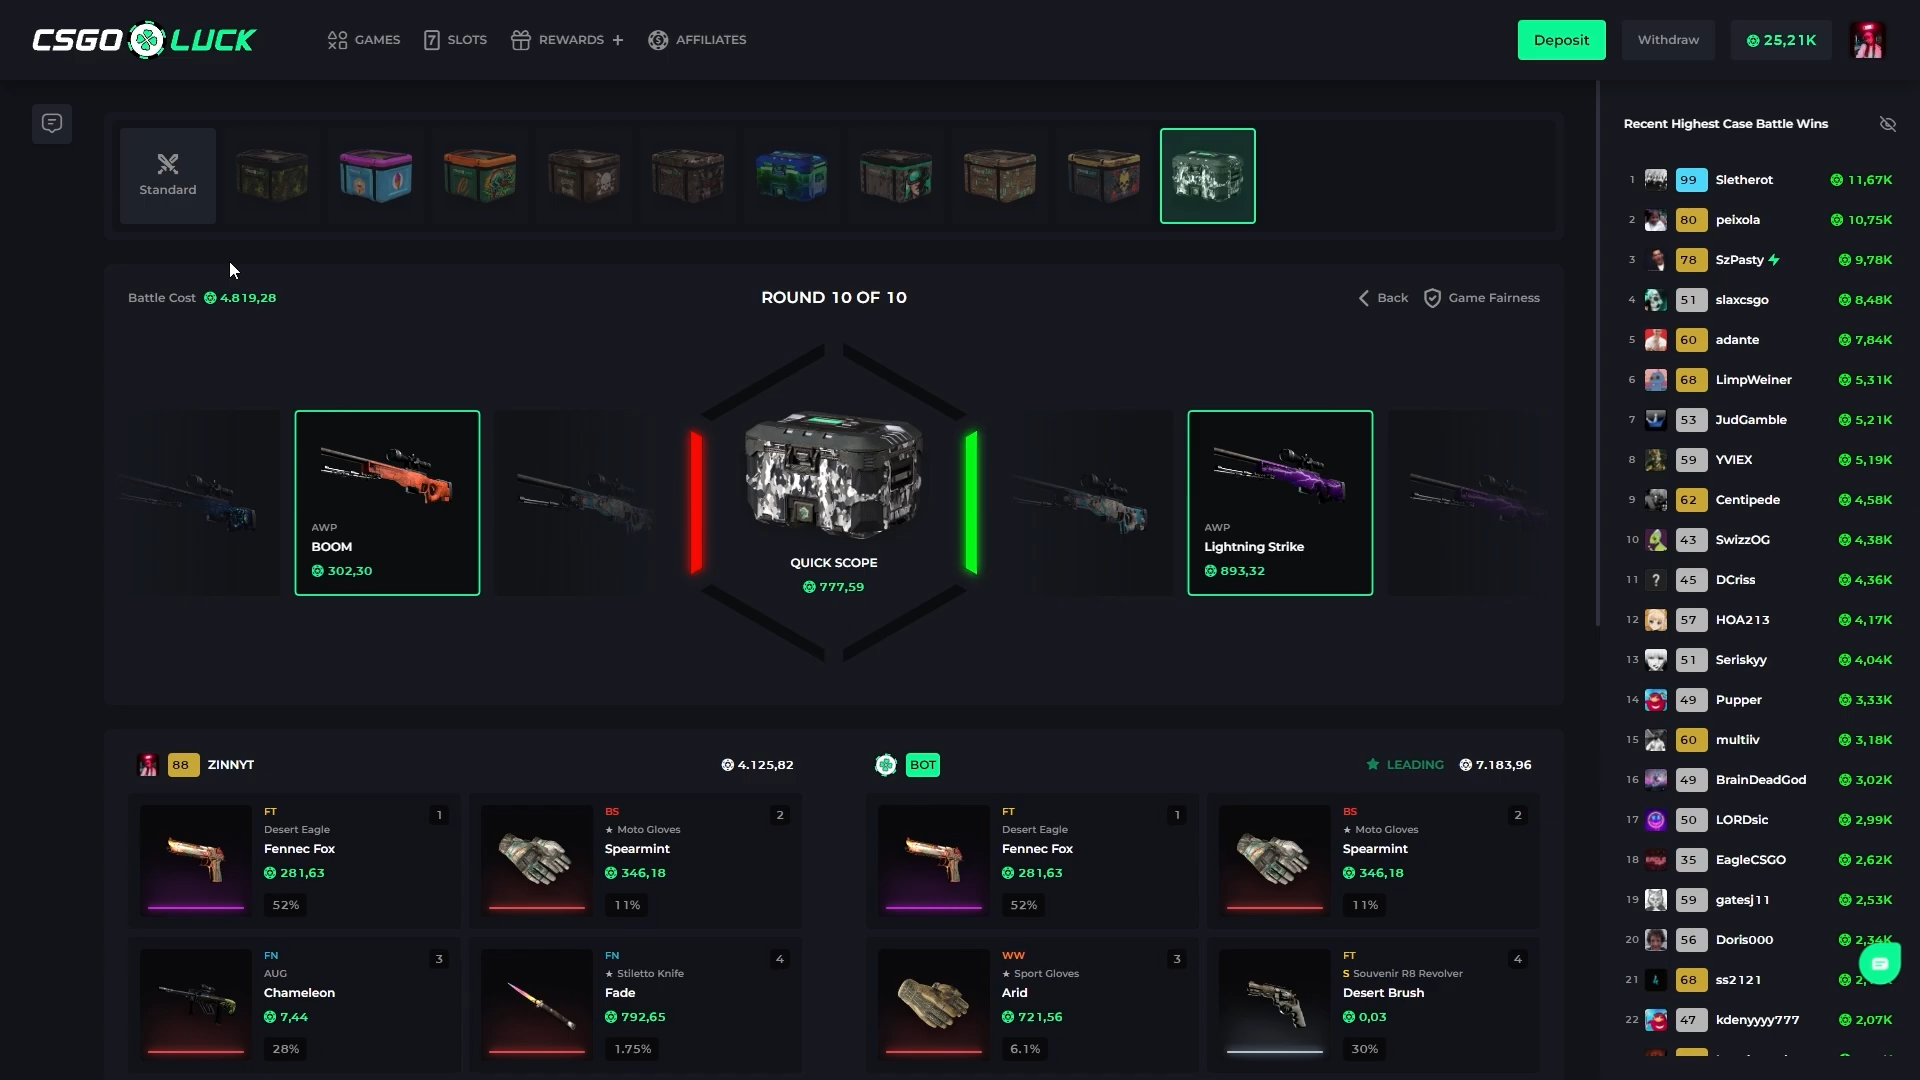 CSGO LUCK
GAMES
SLOTS
REWARDS
AFFILIATES
Deposit
Withdraw
25,21K
Standard
Battle Cost 4.819,28
ROUND 10 OF 10
Back
Game Fairness
AWP
BOOM
302,30
QUICK SCOPE
777,59
AWP
Lightning Strike
893,32
88 ZINNYT
4.125,82
BOT
LEADING
7.183,96
FT
1
Desert Eagle
Fennec Fox
281,63
52%
BS
2
★ Moto Gloves
Spearmint
346,18
11%
FT
1
Desert Eagle
Fennec Fox
281,63
52%
BS
2
★ Moto Gloves
Spearmint
346,18
11%
FN
3
AUG
Chameleon
7,44
28%
FN
4
★ Stiletto Knife
Fade
792,65
1.75%
WW
3
★ Sport Gloves
Arid
721,56
6.1%
FT
4
S Souvenir R8 Revolver
Desert Brush
0,03
30%
Recent Highest Case Battle Wins
1 99 Sletherot 11,67K
2 80 peixola 10,75K
3 78 SzPasty 9,78K
4 51 slaxcsgo 8,48K
5 60 adante 7,84K
6 68 LimpWeiner 5,31K
7 53 JudGamble 5,21K
8 59 YVIEX 5,19K
9 62 Centipede 4,58K
10 43 SwizzOG 4,38K
11 ? 45 DCriss 4,36K
12 57 HOA213 4,17K
13 51 Seriskyy 4,04K
14 49 Pupper 3,33K
15 60 multiiv 3,18K
16 49 BrainDeadGod 3,02K
17 50 LORDsic 2,99K
18 35 EagleCSGO 2,62K
19 59 gatesj11 2,53K
20 56 Doris000 2,34K
21 68 ss2121
22 47 kdenyyyy777 2,07K